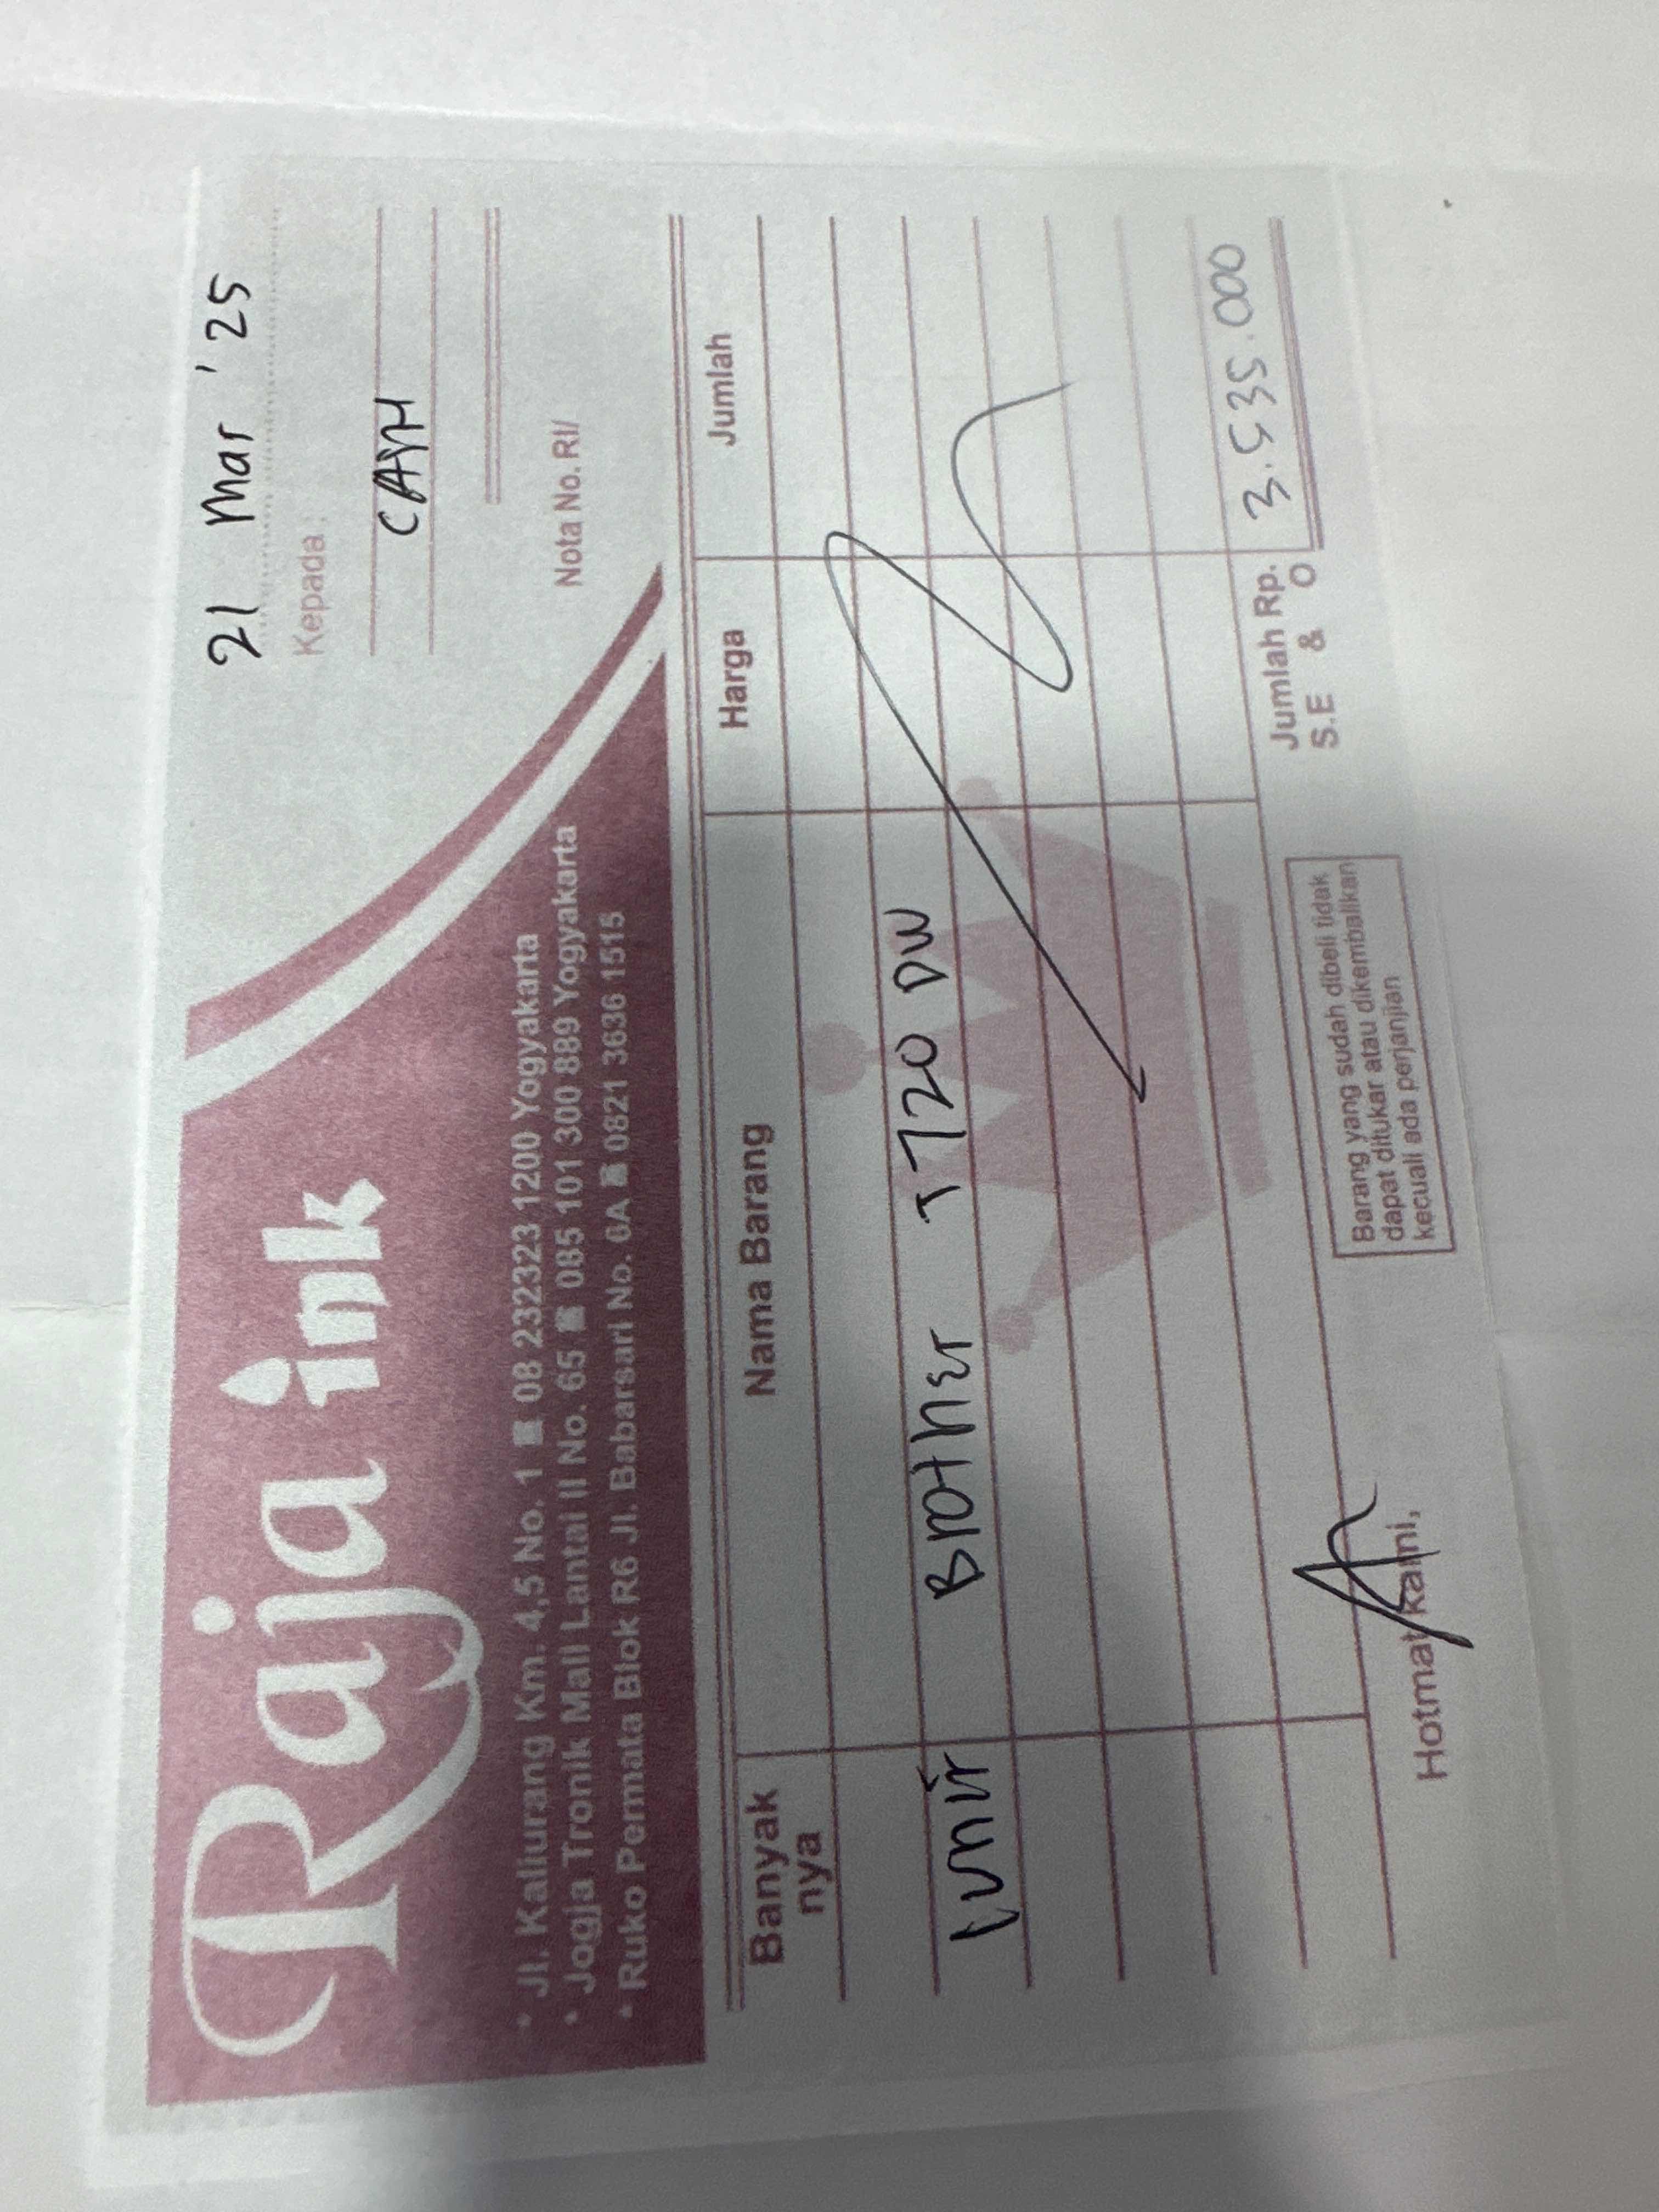 Raja ink
* Jl. Kaliurang Km. 4,5 No. 1 ☎ 08 232323 1200 Yogyakarta
* Jogja Tronik Mall Lantai II No. 65 ☎ 085 101 300 889 Yogyakarta
* Ruko Permata Blok R6 Jl. Babarsari No. 6A ☎ 0821 3636 1515
21 Mar '25
Kepada :
CASH
Nota No. RI/
Banyak nya Nama Barang Harga Jumlah
1 unit Brother T720 DW
Jumlah Rp. 3.535.000
S.E & O
Barang yang sudah dibeli tidak
dapat ditukar atau dikembalikan
kecuali ada perjanjian
Hotmat kami,